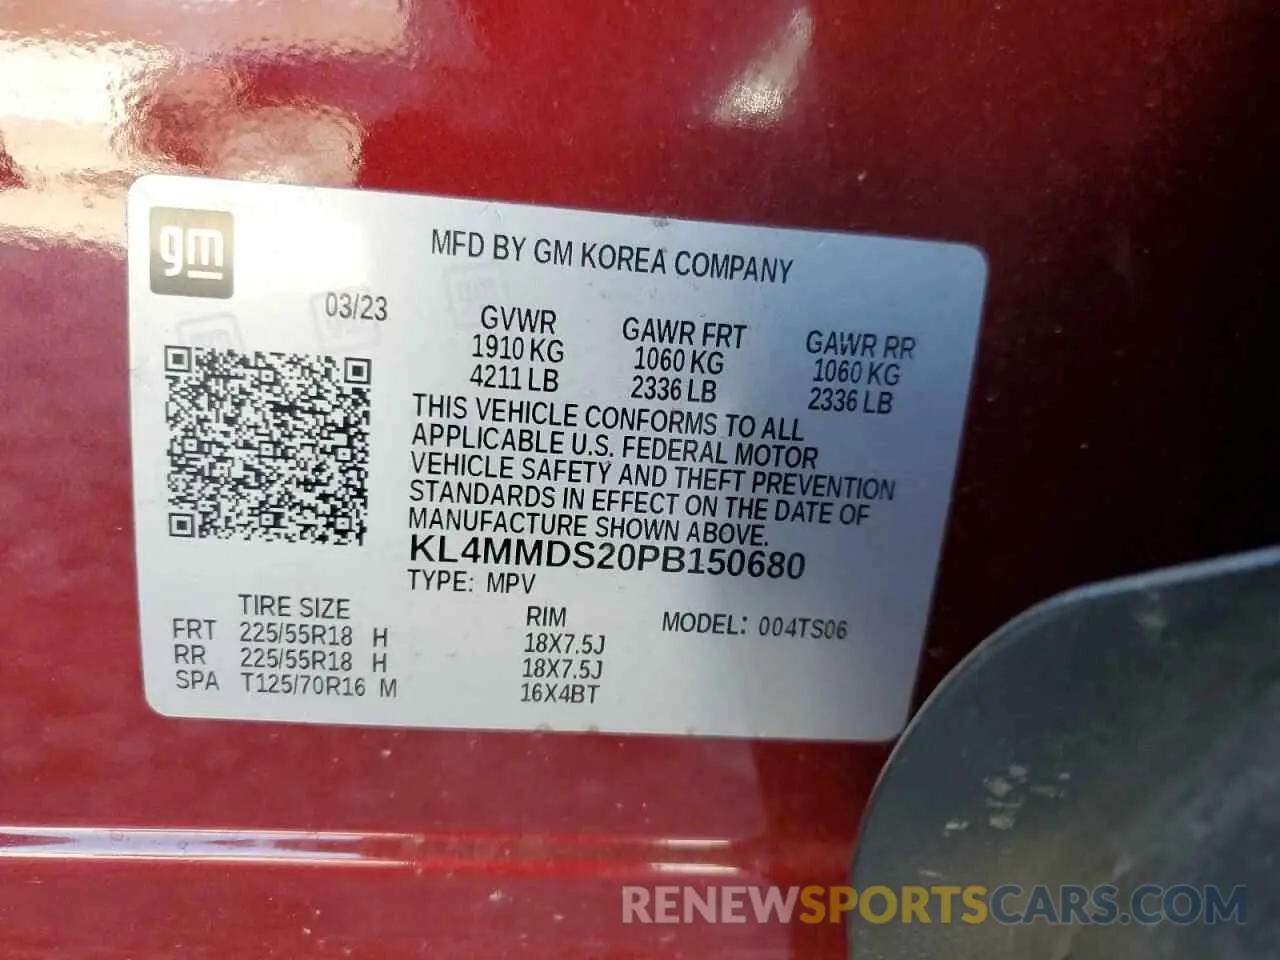 gm
MFD BY GM KOREA COMPANY
03/23
GVWR GAWR FRT GAWR RR
1910 KG 1060 KG 1060 KG
4211 LB 2336 LB 2336 LB
THIS VEHICLE CONFORMS TO ALL
APPLICABLE U.S. FEDERAL MOTOR
VEHICLE SAFETY AND THEFT PREVENTION
STANDARDS IN EFFECT ON THE DATE OF
MANUFACTURE SHOWN ABOVE.
KL4MMDS20PB150680
TYPE: MPV
TIRE SIZE RIM MODEL: 004TS06
FRT 225/55R18 H 18X7.5J
RR 225/55R18 H 18X7.5J
SPA T125/70R16 M 16X4BT
RENEWSPORTSCARS.COM